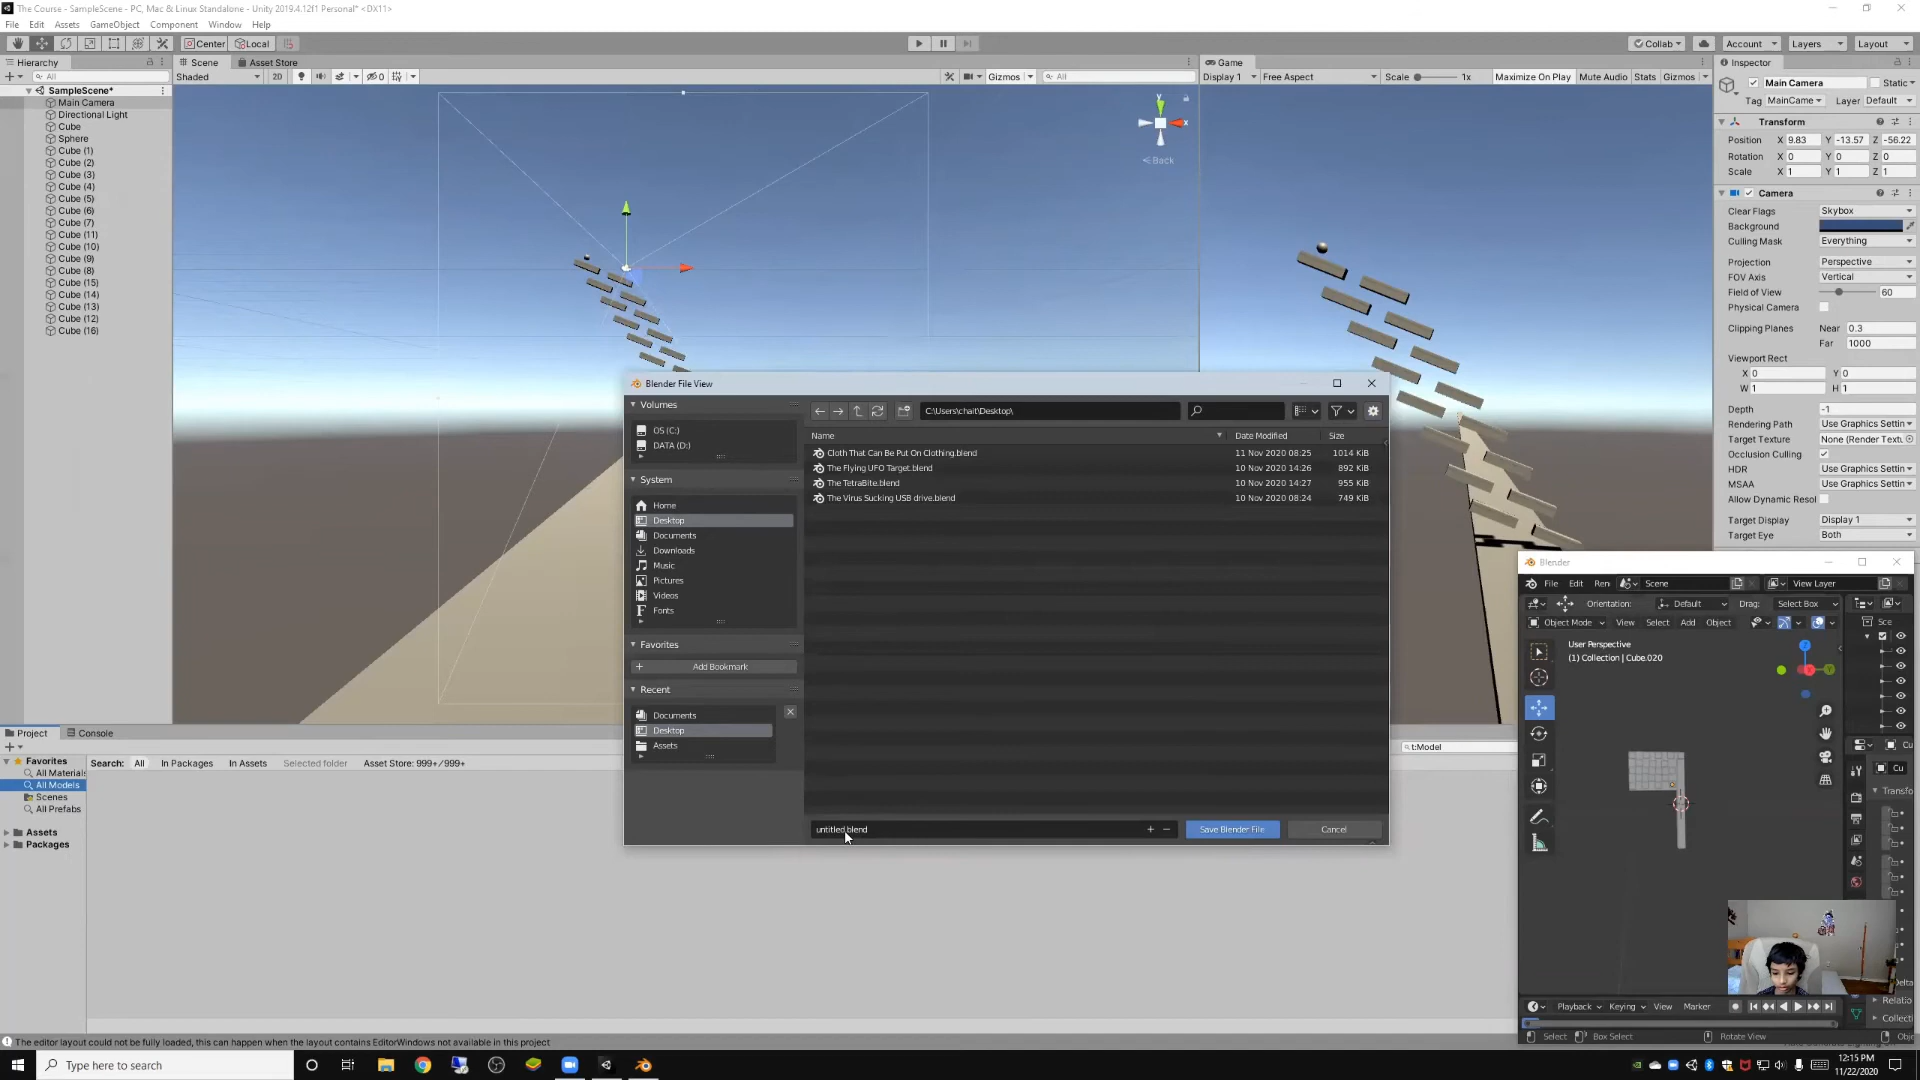 The Course - SampleScene - PC, Mac & Linux Standalone - Unity 2019.4.12f1 Personal* <DX11>
File Edit Assets GameObject Component Window Help
Center Local
Collab Account Layers Layout
Hierarchy
All
SampleScene*
Main Camera
Directional Light
Cube
Sphere
Cube (1)
Cube (2)
Cube (3)
Cube (4)
Cube (5)
Cube (6)
Cube (7)
Cube (11)
Cube (10)
Cube (9)
Cube (8)
Cube (15)
Cube (14)
Cube (13)
Cube (12)
Cube (16)
Scene Asset Store
Shaded 2D 0 Gizmos All
y
x
Back
Game
Display 1 Free Aspect Scale 1x Maximize On Play Mute Audio Stats Gizmos
Inspector
Main Camera Static
Tag MainCame Layer Default
Transform
Position X 9.83 Y -13.57 Z -56.22
Rotation X 0 Y 0 Z 0
Scale X 1 Y 1 Z 1
Camera
Clear Flags Skybox
Background
Culling Mask Everything
Projection Perspective
FOV Axis Vertical
Field of View 60
Physical Camera
Clipping Planes Near 0.3
Far 1000
Viewport Rect
X 0 Y 0
W 1 H 1
Depth -1
Rendering Path Use Graphics Settin
Target Texture None (Render Textu
Occlusion Culling
HDR Use Graphics Settin
MSAA Use Graphics Settin
Allow Dynamic Resol
Target Display Display 1
Target Eye Both
Blender File View
Volumes
OS (C:)
DATA (D:)
System
Home
Desktop
Documents
Downloads
Music
Pictures
Videos
Fonts
Favorites
Add Bookmark
Recent
Documents
Desktop
Assets
C:\Users\chait\Desktop\
Name Date Modified Size
Cloth That Can Be Put On Clothing.blend 11 Nov 2020 08:25 1014 KiB
The Flying UFO Target.blend 10 Nov 2020 14:26 892 KiB
The TetraBite.blend 10 Nov 2020 14:27 955 KiB
The Virus Sucking USB drive.blend 10 Nov 2020 08:24 749 KiB
untitled.blend Save Blender File Cancel
Blender
File Edit Ren Scene View Layer
Orientation: Default Drag: Select Box
Object Mode View Select Add Object
User Perspective
(1) Collection | Cube.020
Sce
Cu
Cu
Transfo
Delta
Relatio
Collecti
Playback Keying View Marker
Select Box Select Rotate View Obje
Project Console
Favorites
All Materials
All Models
Scenes
All Prefabs
Assets
Packages
t:Model
Search: All In Packages In Assets Selected folder Asset Store: 999+/999+
The editor layout could not be fully loaded, this can happen when the layout contains EditorWindows not available in this project
Type here to search
12:15 PM
11/22/2020